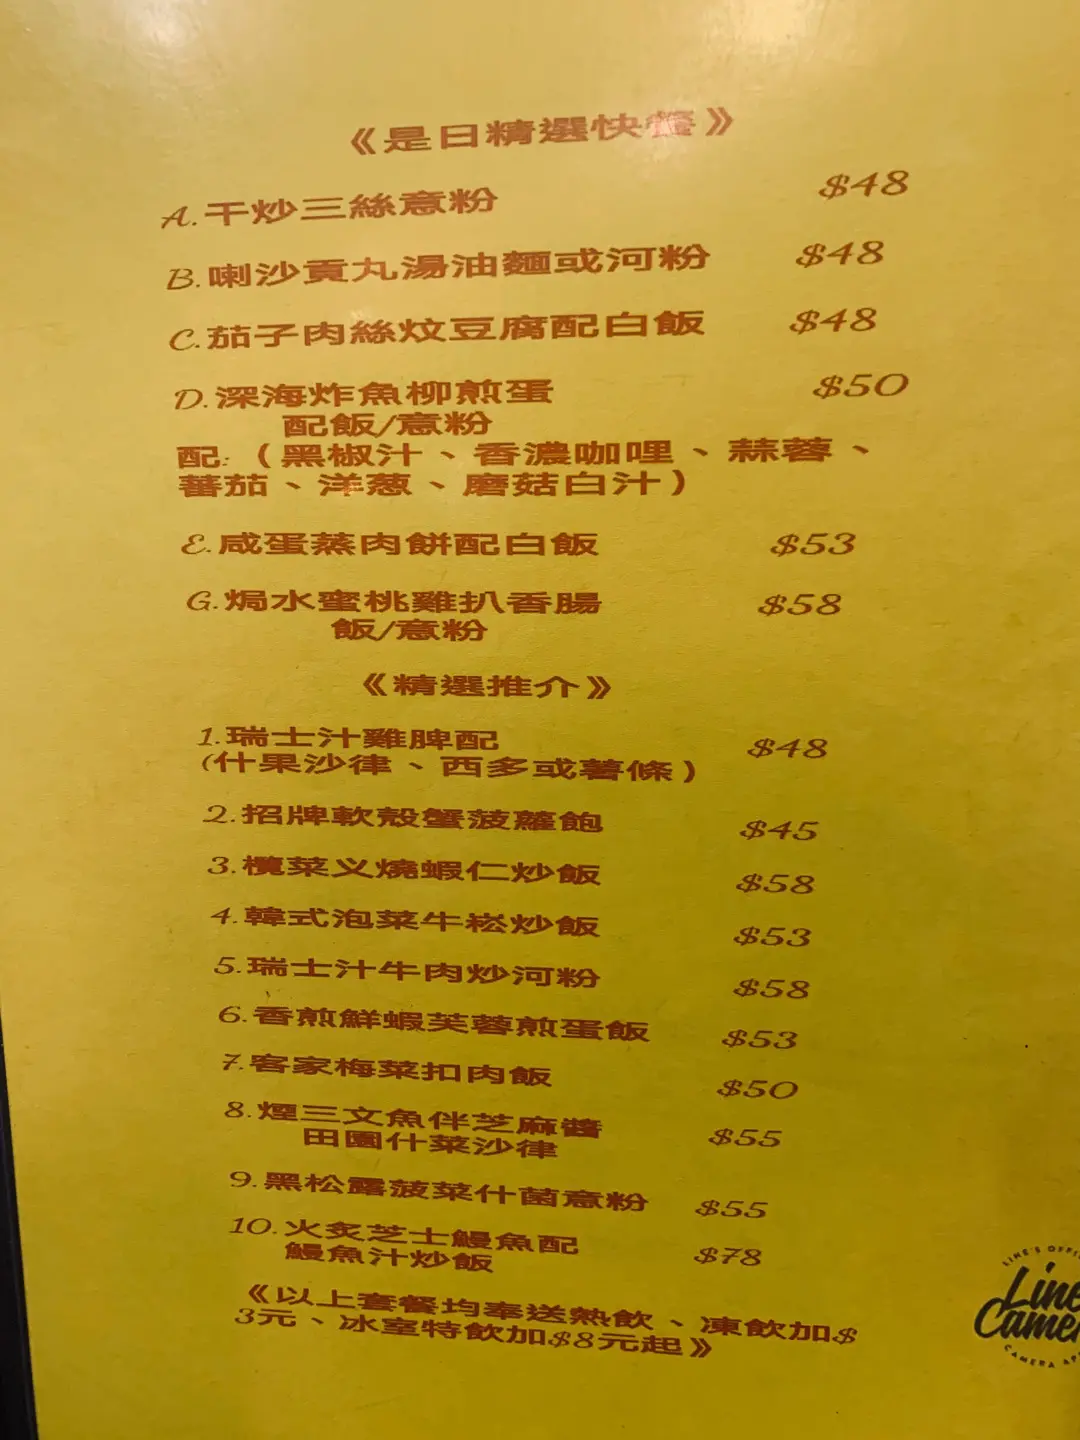 《是日精選快餐》
A.干炒三絲意粉 $48
B.喇沙貢丸湯油麵或河粉 $48
C.茄子肉絲炆豆腐配白飯 $48
D.深海炸魚柳煎蛋 $50
配飯/意粉
配:（黑椒汁、香濃咖哩、蒜蓉、
蕃茄、洋葱、磨菇白汁）
E.咸蛋蒸肉餅配白飯 $53
G.焗水蜜桃雞扒香腸 $58
飯/意粉
《精選推介》
1.瑞士汁雞脾配 $48
(什果沙律、西多或薯條)
2.招牌軟殼蟹菠蘿飽 $45
3.欖菜义燒蝦仁炒飯 $58
4.韓式泡菜牛崧炒飯 $53
5.瑞士汁牛肉炒河粉 $58
6.香煎鮮蝦芙蓉煎蛋飯 $53
7.客家梅菜扣肉飯 $50
8.煙三文魚伴芝麻醬 $55
田園什菜沙律
9.黑松露菠菜什菌意粉 $55
10.火炙芝士鰻魚配 $78
鰻魚汁炒飯
《以上套餐均奉送熱飲、凍飲加$
3元、冰室特飲加$8元起》
LINE'S
Line
Camer
CAMERA